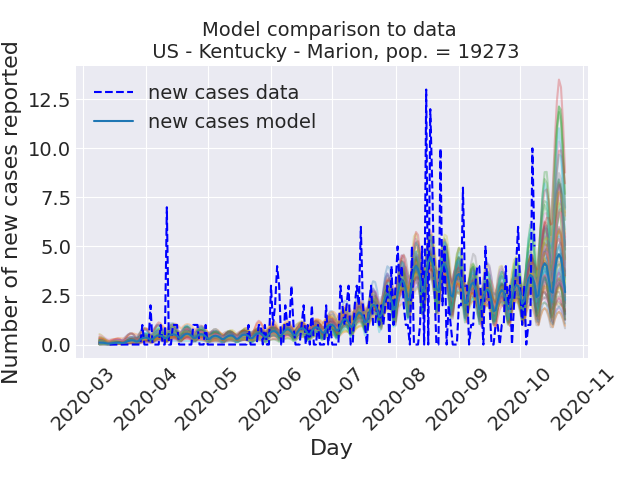 Model comparison to data
US - Kentucky - Marion, pop. = 19273
Number of new cases reported
12.5
10.0
7.5
5.0
2.5
0.0
new cases data
new cases model
2020-03
2020-04
2020-05
2020-06
2020-07
2020-08
2020-09
2020-10
2020-11
Day